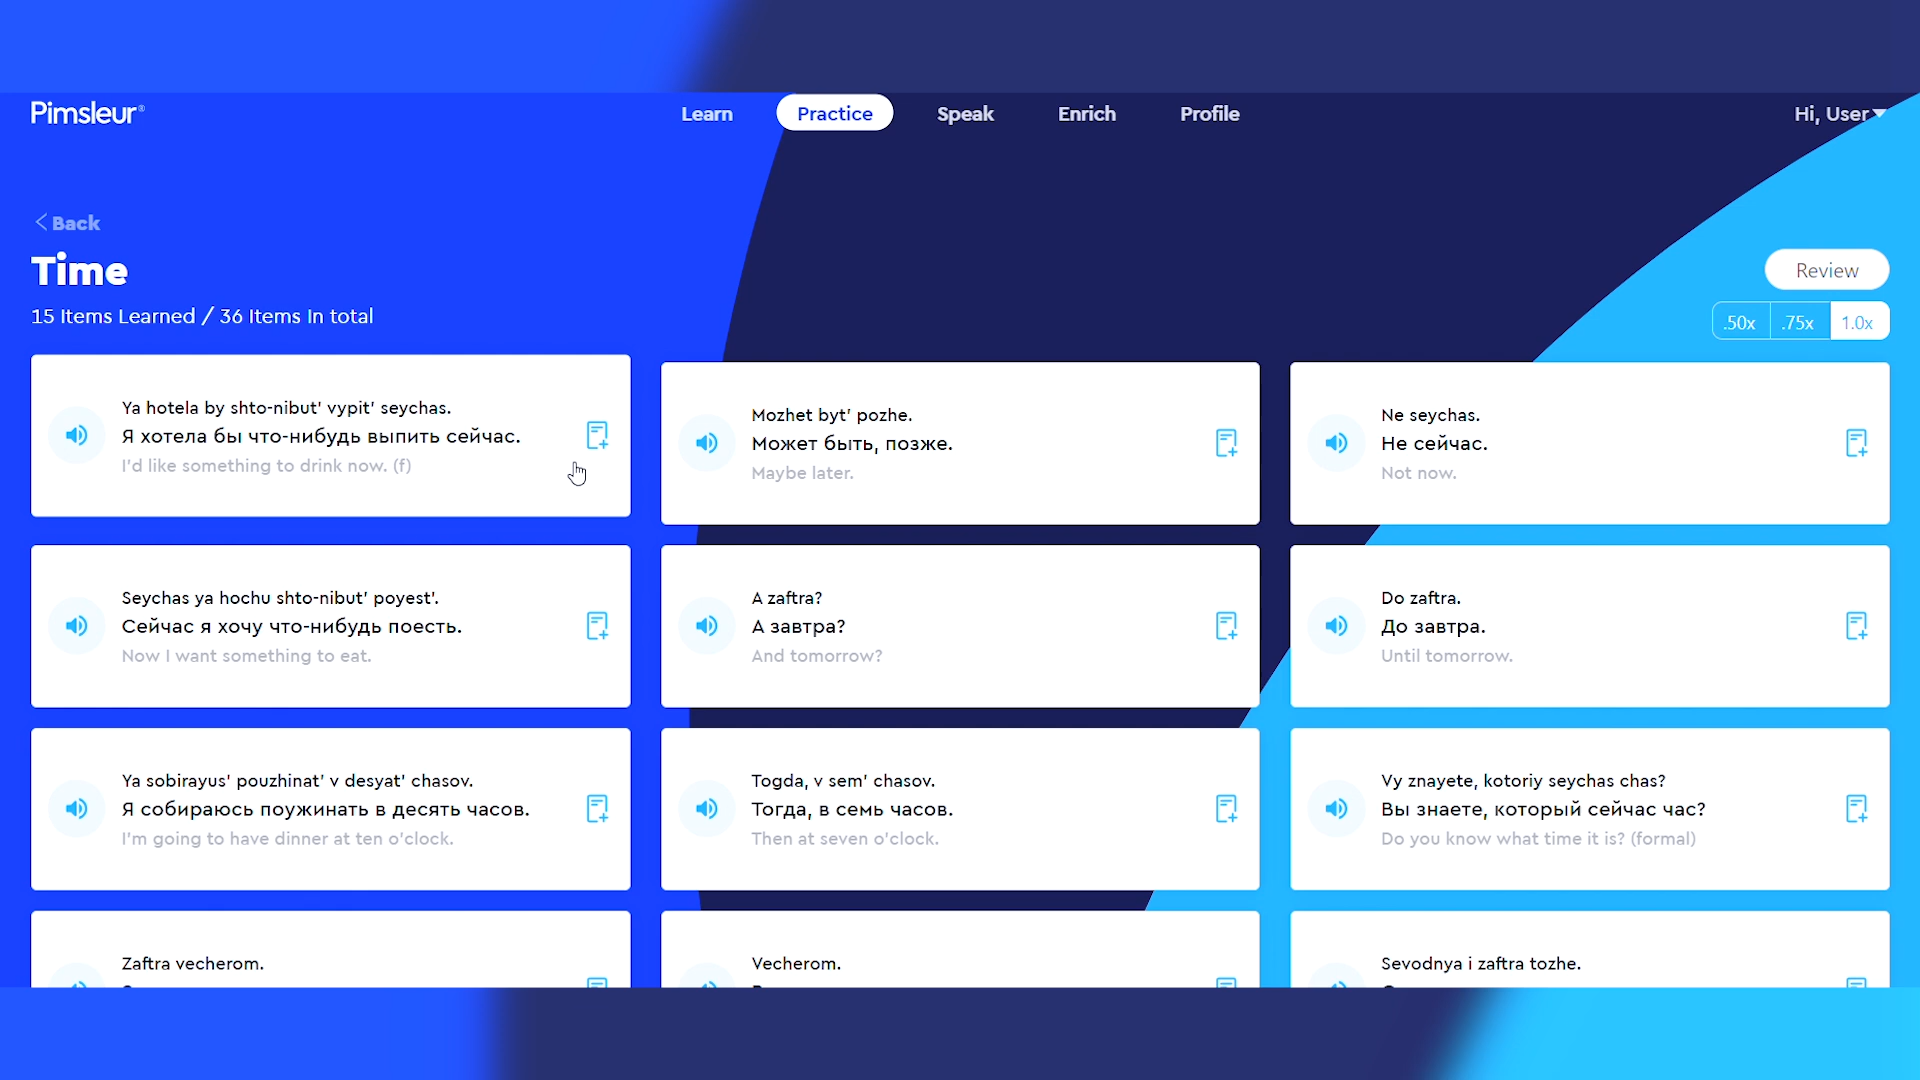 Pimsleur®
Learn
Practice
Speak
Enrich
Profile
Hi, User
Back
Time
15 Items Learned / 36 Items In total
Review
.50x
.75x
1.0x
Ya hotela by shto-nibut' vypit' seychas.
Я хотела бы что-нибудь выпить сейчас.
I'd like something to drink now. (f)
Mozhet byt' pozhe.
Может быть, позже.
Maybe later.
Ne seychas.
Не сейчас.
Not now.
Seychas ya hochu shto-nibut' poyest'.
Сейчас я хочу что-нибудь поесть.
Now I want something to eat.
A zaftra?
А завтра?
And tomorrow?
Do zaftra.
До завтра.
Until tomorrow.
Ya sobirayus' pouzhinat' v desyat' chasov.
Я собираюсь поужинать в десять часов.
I'm going to have dinner at ten o'clock.
Togda, v sem' chasov.
Тогда, в семь часов.
Then at seven o'clock.
Vy znayete, kotoriy seychas chas?
Вы знаете, который сейчас час?
Do you know what time it is? (formal)
Zaftra vecherom.
Vecherom.
Sevodnya i zaftra tozhe.